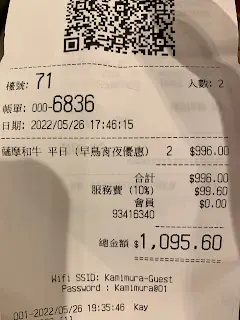 檯號: 71 人數: 2
帳單: 000-6836
日期: 2022/05/26 17:46:15
薩摩和牛 平日 (早鳥宵夜優惠) 2 $996.00
合計 $996.00
服務費 (10%) $99.60
會員 $0.00
93416340
總金額 $1,095.60
Wifi SSID: Kamimura-Guest
Password : Kamimura@01
001-2022/05/26 19:35:46 Kay